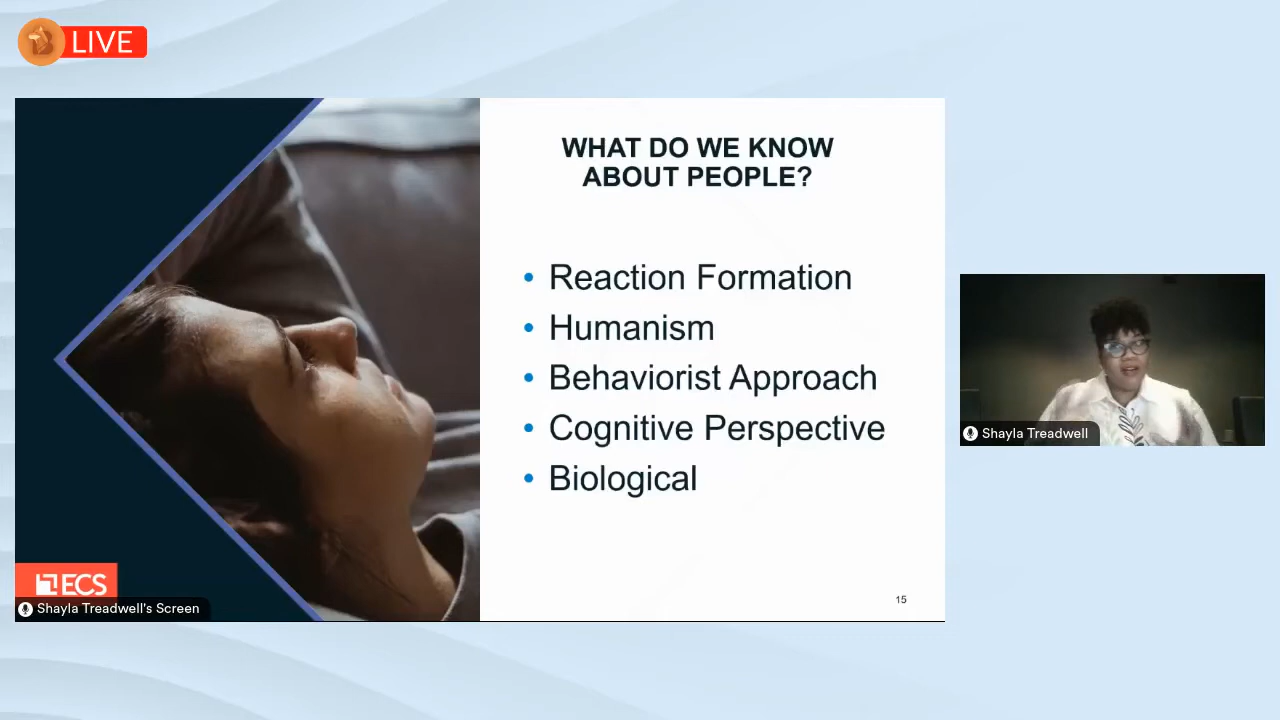 LIVE
WHAT DO WE KNOW
ABOUT PEOPLE?
• Reaction Formation
• Humanism
• Behaviorist Approach
• Cognitive Perspective
• Biological
15
ECS
Shayla Treadwell's Screen
Shayla Treadwell